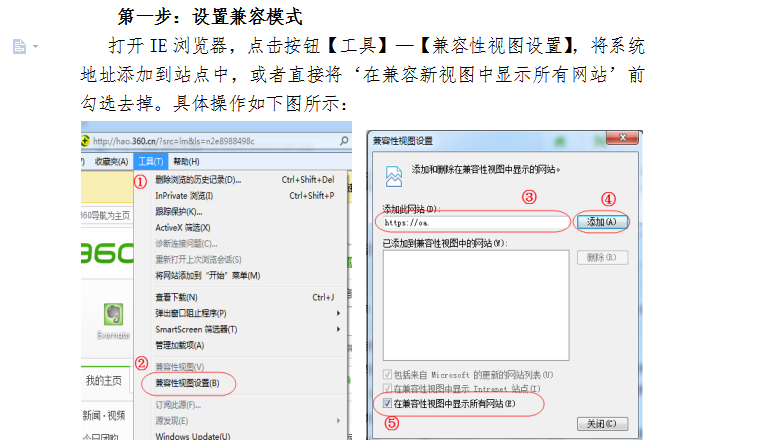 第一步：设置兼容模式
打开 IE 浏览器，点击按钮【工具】—【兼容性视图设置】，将系统
地址添加到站点中，或者直接将‘在兼容新视图中显示所有网站’前
勾选去掉。具体操作如下图所示：
http://hao.360.cn/?src=lm&ls=n2e8988498c
收藏夹(A) 工具(T) 帮助(H)
①
删除浏览的历史记录(D)... Ctrl+Shift+Del
InPrivate 浏览(I) Ctrl+Shift+P
跟踪保护(K)...
ActiveX 筛选(X)
诊断连接问题(C)...
重新打开上次浏览会话(S)
将网站添加到“开始”菜单(M)
查看下载(N) Ctrl+J
弹出窗口阻止程序(P)
SmartScreen 筛选器(T)
管理加载项(A)
②
兼容性视图(V)
兼容性视图设置(B)
订阅此源(F)...
源发现(E)
Windows Update(U)
360导航为主页
360
Evernote
我的主页
新闻·视频
今日团购
兼容性视图设置
添加和删除在兼容性视图中显示的网站。
③
④
添加此网站(D):
https://oa.
添加(A)
已添加到兼容性视图中的网站(W):
删除(R)
包括来自 Microsoft 的更新的网站列表(U)
在兼容性视图中显示 Intranet 站点(I)
在兼容性视图中显示所有网站(E)
⑤
关闭(C)